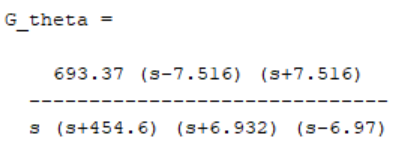 G_theta =
693.37 (s-7.516) (s+7.516)
-------------------------------
s (s+454.6) (s+6.932) (s-6.97)